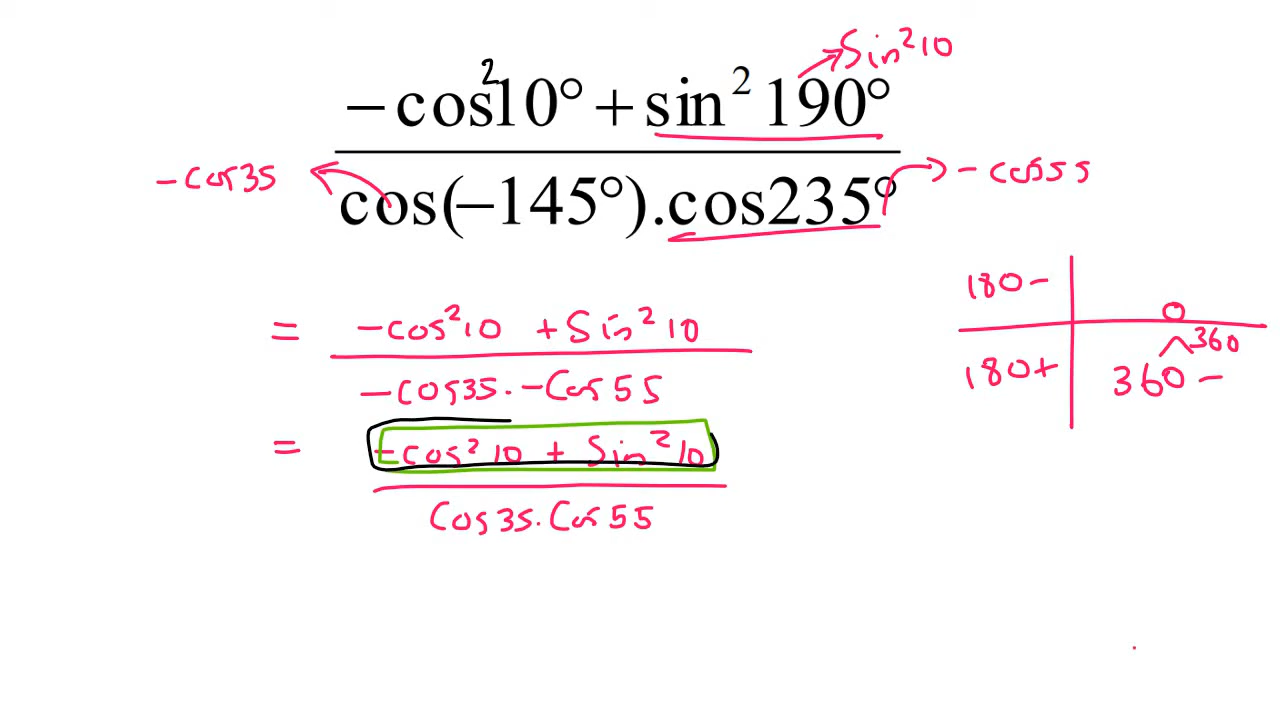 → Sin²10
-cos²10° + sin² 190°
-cos35
cos(-145°).cos235°
-cos55
= -cos²10 + Sin²10
-cos35.-Cos55
= -cos²10 + Sin²10
Cos35.Cos55
180-
0
360
180+
360-